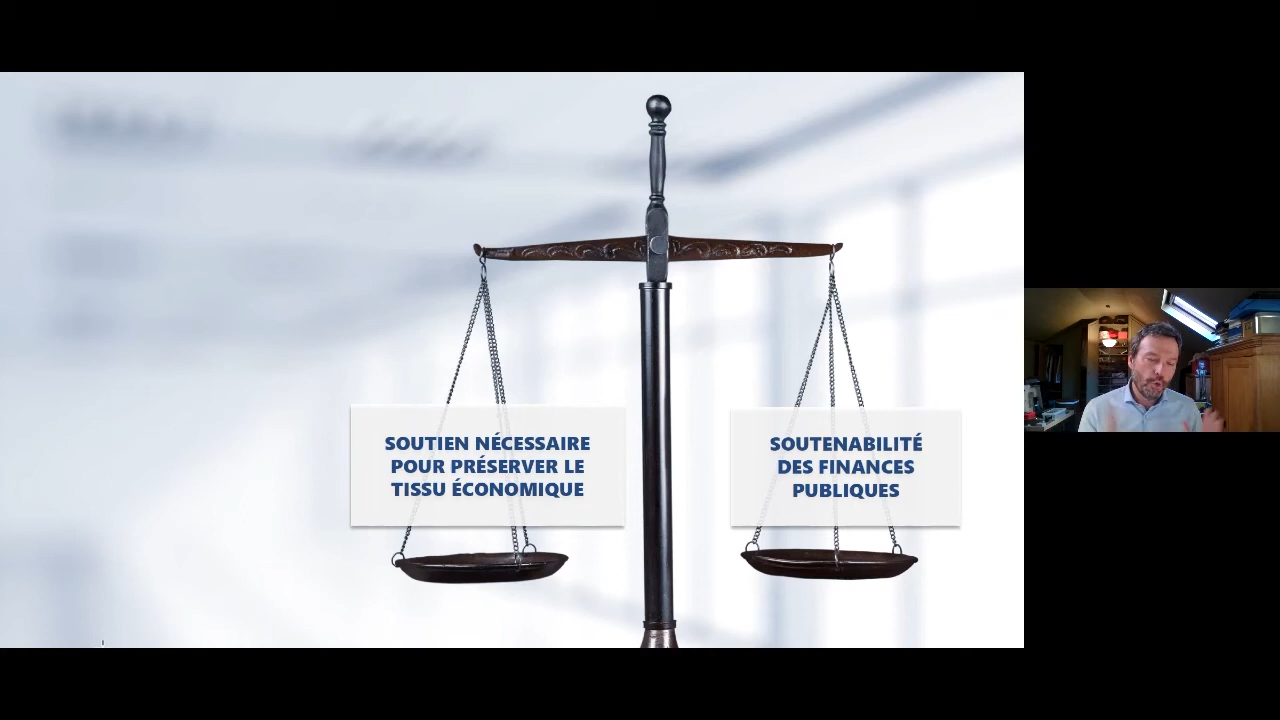 SOUTIEN NÉCESSAIRE
POUR PRÉSERVER LE
TISSU ÉCONOMIQUE
SOUTENABILITÉ
DES FINANCES
PUBLIQUES